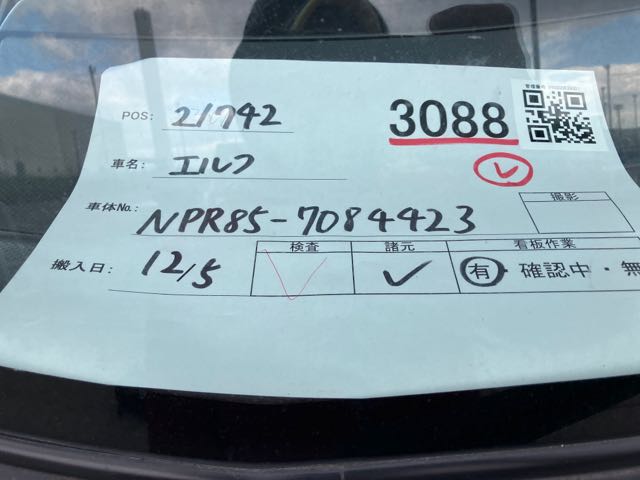 POS: 21742
3088
車名: エルフ
車体No.: NPR85-7084423
撮影
搬入日: 12/5
検査
諸元
看板作業
有・確認中・無